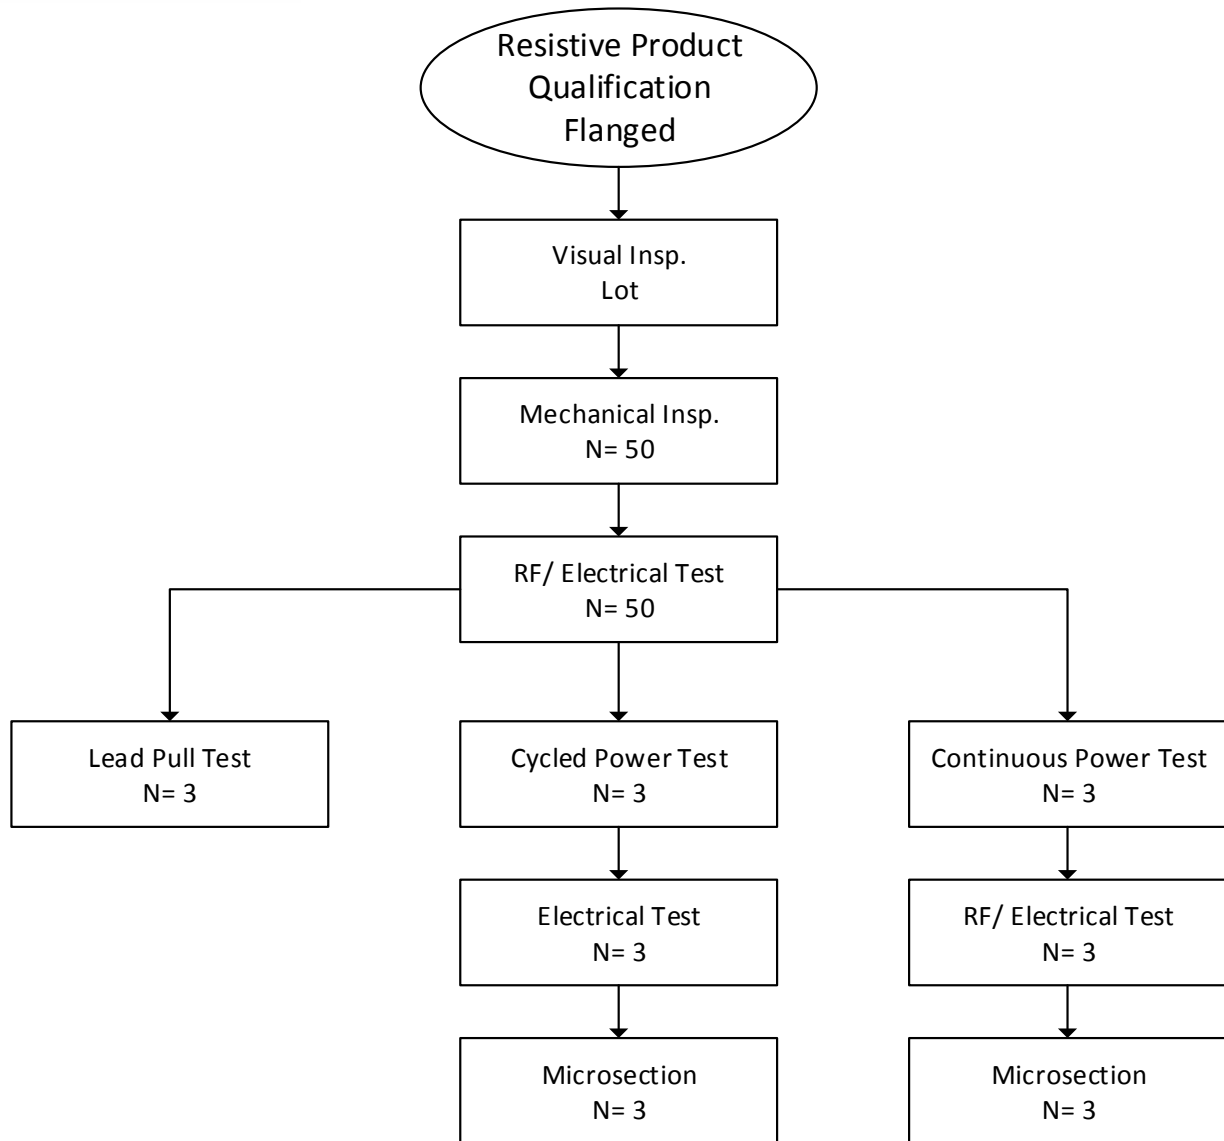 Resistive Product
Qualification
Flanged
Visual Insp.
Lot
Mechanical Insp.
N= 50
RF/ Electrical Test
N= 50
Lead Pull Test
N= 3
Cycled Power Test
N= 3
Continuous Power Test
N= 3
Electrical Test
N= 3
RF/ Electrical Test
N= 3
Microsection
N= 3
Microsection
N= 3